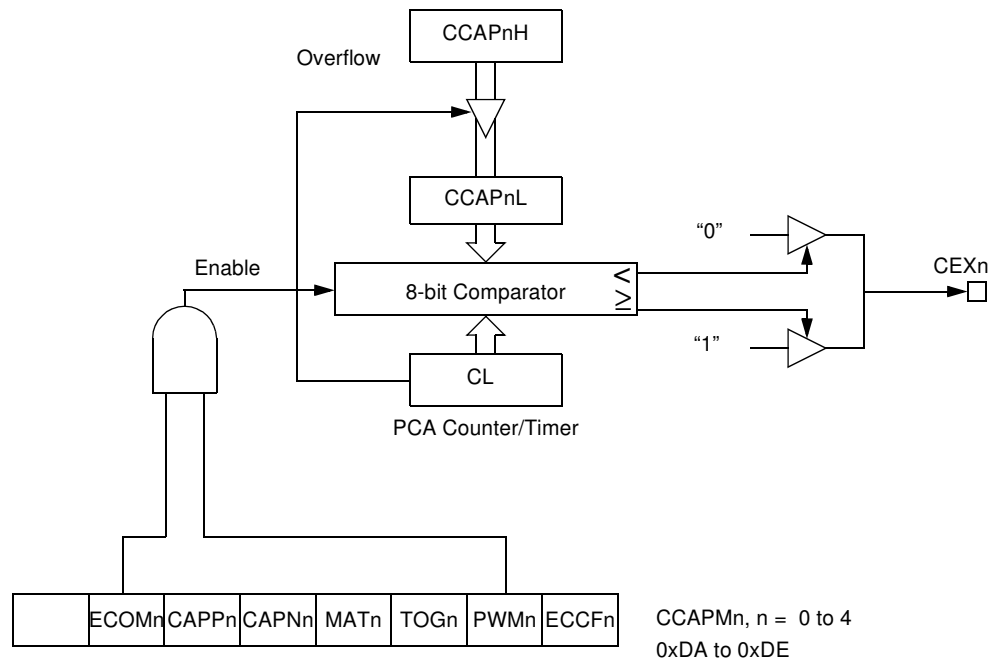 CCAPnH
Overflow
CCAPnL
“0”
Enable
<
CEXn
8-bit Comparator
≥
“1”
CL
PCA Counter/Timer
ECOMn CAPPn CAPNn MATn TOGn PWMn ECCFn
CCAPMn, n = 0 to 4
0xDA to 0xDE